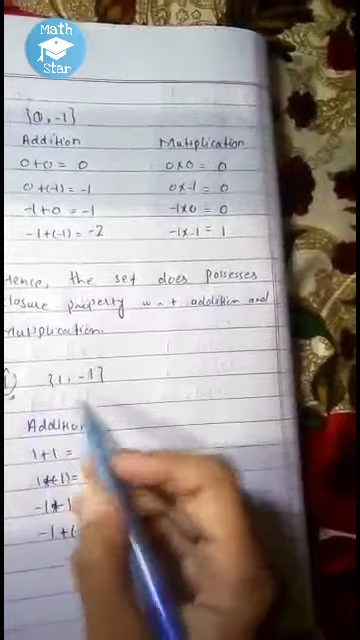 Math
Star
{0, -1}
Addition Mutiplication
0+0 = 0 0×0 = 0
0+(-1) = -1 0×-1 = 0
-1+0 = -1 -1×0 = 0
-1+(-1) = -2 -1×-1 = 1
Hence, the set does possesses
closure property w.r.t addition and
Mutiplication.
{1, -1}
Addition
1+1 =